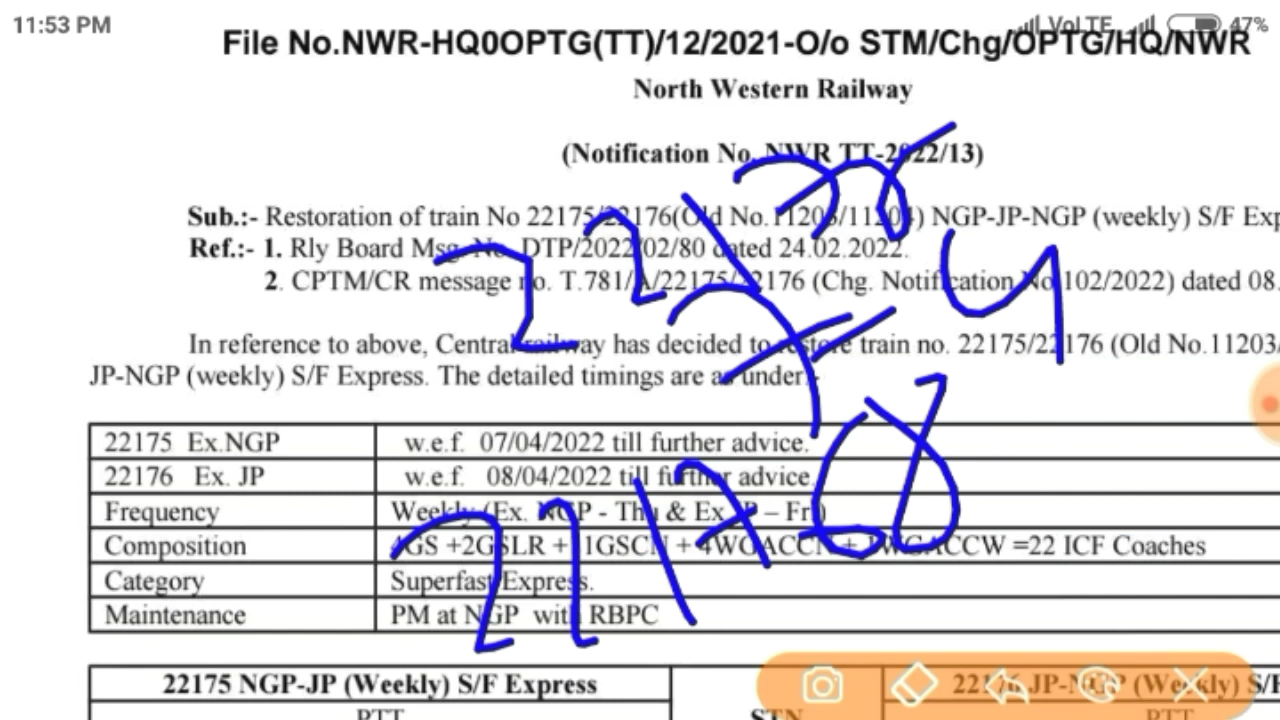 11:53 PM VoLTE 47%
File No.NWR-HQ0OPTG(TT)/12/2021-O/o STM/Chg/OPTG/HQ/NWR
North Western Railway
(Notification No. NWR TT-2022/13)
Sub.:- Restoration of train No 22175/22176(Old No.11203/11204) NGP-JP-NGP (weekly) S/F Exp
Ref.:- 1. Rly Board Msg. No. DTP/2022/02/80 dated 24.02.2022.
2. CPTM/CR message no. T.781/A/22175/22176 (Chg. Notification No 102/2022) dated 08.
In reference to above, Central railway has decided to restore train no. 22175/22176 (Old No.11203/
JP-NGP (weekly) S/F Express. The detailed timings are as under:-
22175 Ex.NGP w.e.f. 07/04/2022 till further advice.
22176 Ex. JP w.e.f. 08/04/2022 till further advice.
Frequency Weekly (Ex. NGP - Thu & Ex JP – Fri)
Composition 4GS +2GSLR + 11GSCN + 4WGACCN + 1WGACCW =22 ICF Coaches
Category Superfast Express.
Maintenance PM at NGP with RBPC
22175 NGP-JP (Weekly) S/F Express 22176 JP-NGP (Weekly) S/F
PTT STN PTT